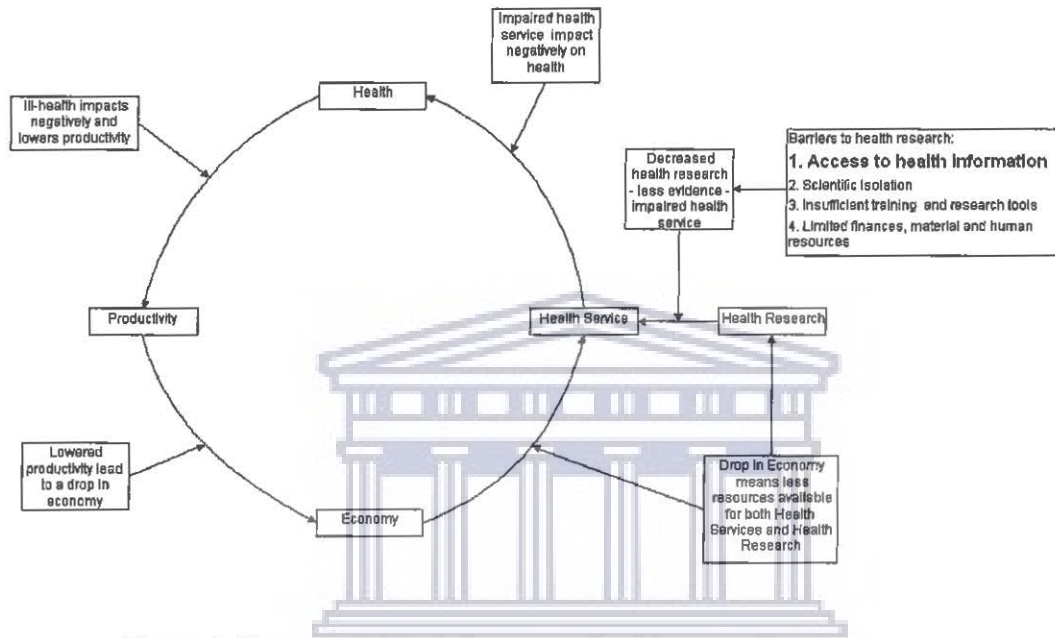 Impaired health
service impact
negatively on
health
Health
Ill-health impacts
negatively and
lowers productivity
Barriers to health research:
1. Access to health information
2. Scientific Isolation
3. Insufficient training and research tools
4. Limited finances, material and human
resources
Decreased
health research
- less evidence -
impaired health
service
Productivity
Health Service
Health Research
Lowered
productivity lead
to a drop in
economy
Economy
Drop in Economy
means less
resources available
for both Health
Services and Health
Research